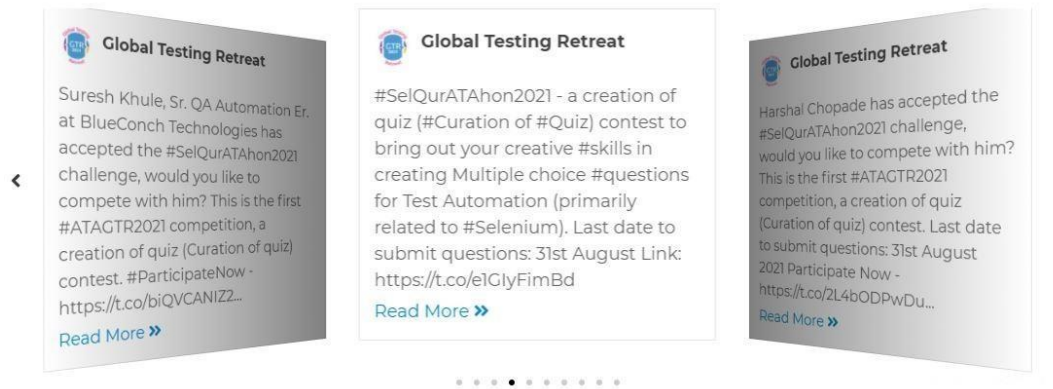 Global Testing Retreat
Suresh Khule, Sr. QA Automation Er.
at BlueConch Technologies has
accepted the #SelQurATAhon2021
challenge, would you like to
compete with him? This is the first
#ATAGTR2021 competition, a
creation of quiz (Curation of quiz)
contest. #ParticipateNow -
https://t.co/biQVCANIZ2...
Read More »
Global Testing Retreat
#SelQurATAhon2021 - a creation of
quiz (#Curation of #Quiz) contest to
bring out your creative #skills in
creating Multiple choice #questions
for Test Automation (primarily
related to #Selenium). Last date to
submit questions: 31st August Link:
https://t.co/e1GIyFimBd
Read More »
Global Testing Retreat
Harshal Chopade has accepted the
#SelQurATAhon2021 challenge,
would you like to compete with him?
This is the first #ATAGTR2021
competition, a creation of quiz
(Curation of quiz) contest. Last date
to submit questions: 31st August
2021 Participate Now -
https://t.co/2L4bODPwDu...
Read More »